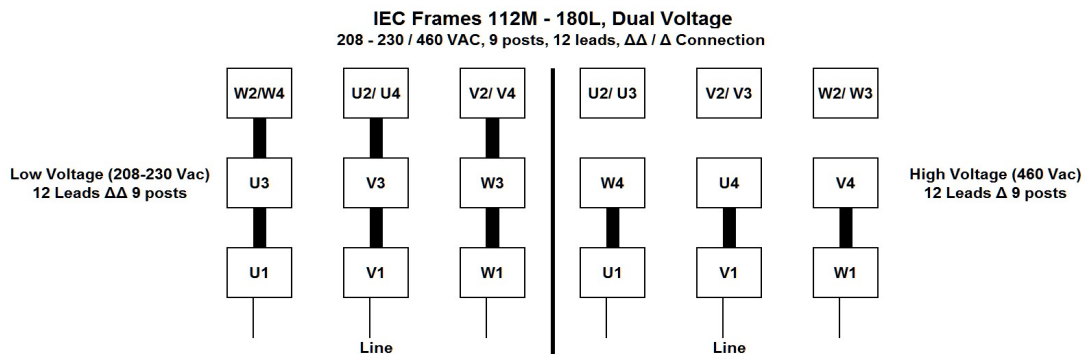 IEC Frames 112M - 180L, Dual Voltage
208 - 230 / 460 VAC, 9 posts, 12 leads, ΔΔ / Δ Connection
W2/W4 U2/ U4 V2/ V4 U2/ U3 V2/ V3 W2/ W3
Low Voltage (208-230 Vac)
12 Leads ΔΔ 9 posts
U3 V3 W3 W4 U4 V4
High Voltage (460 Vac)
12 Leads Δ 9 posts
U1 V1 W1 U1 V1 W1
Line Line